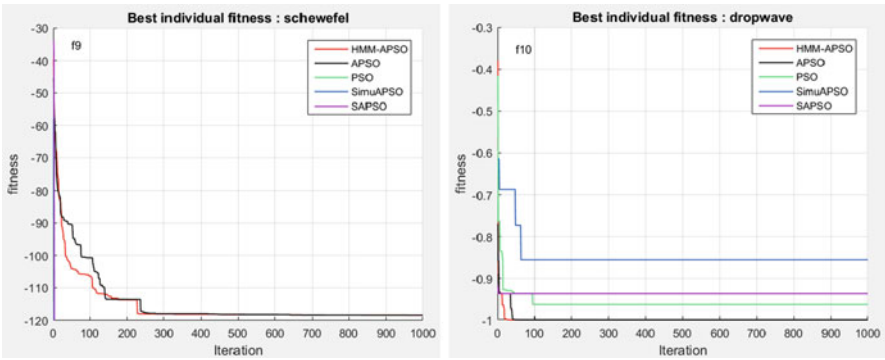 Best individual fitness : schewefel
f9
HMM-APSO
APSO
PSO
SimuAPSO
SAPSO
-30
-40
-50
-60
-70
-80
-90
-100
-110
-120
fitness
0 100 200 300 400 500 600 700 800 900 1000
Iteration
Best individual fitness : dropwave
f10
HMM-APSO
APSO
PSO
SimuAPSO
SAPSO
-0.3
-0.4
-0.5
-0.6
-0.7
-0.8
-0.9
-1
fitness
0 100 200 300 400 500 600 700 800 900 1000
Iteration